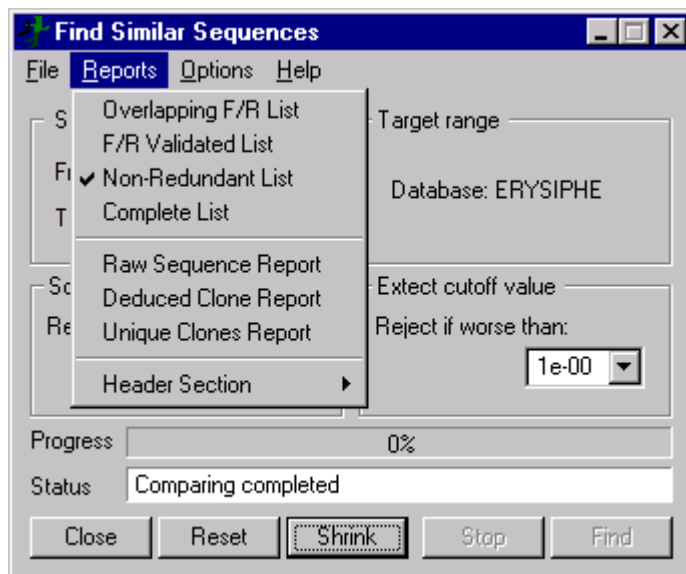 Find Similar Sequences
File Reports Options Help
Overlapping F/R List
F/R Validated List
Non-Redundant List
Complete List
Raw Sequence Report
Deduced Clone Report
Unique Clones Report
Header Section
Target range
Database: ERYSIPHE
Extect cutoff value
Reject if worse than:
1e-00
Progress 0%
Status Comparing completed
Close Reset Shrink Stop Find